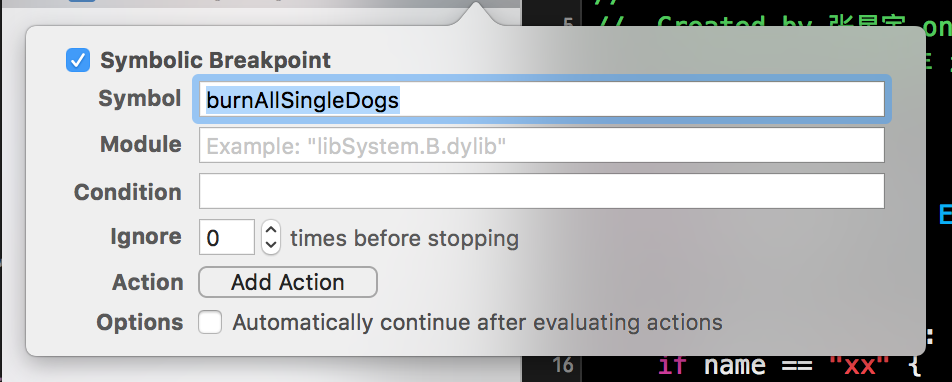 5
//
// Created by 张星宇 on
Symbolic Breakpoint
Symbol burnAllSingleDogs
Module Example: "libSystem.B.dylib"
Condition
E
Ignore 0 times before stopping
Action Add Action
Options Automatically continue after evaluating actions
:
16 if name == "xx" {